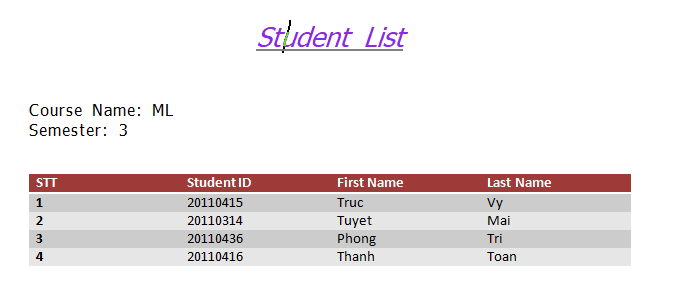 Student List
Course Name: ML
Semester: 3
STT Student ID First Name Last Name
1 20110415 Truc Vy
2 20110314 Tuyet Mai
3 20110436 Phong Tri
4 20110416 Thanh Toan